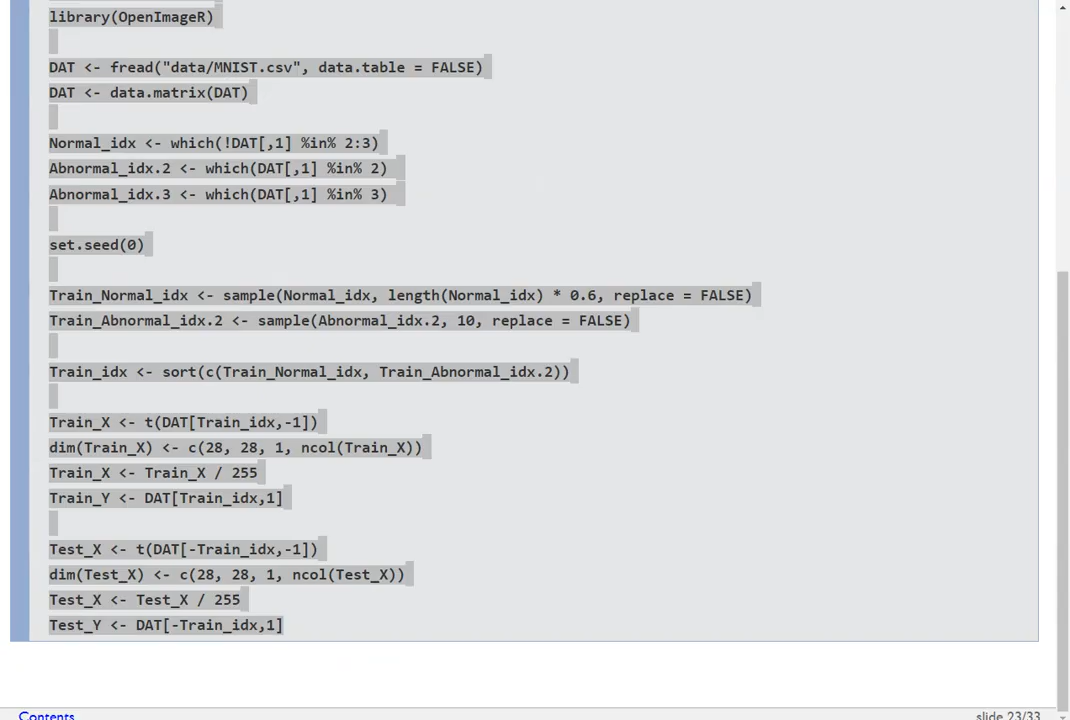 library(OpenImageR)
DAT <- fread("data/MNIST.csv", data.table = FALSE)
DAT <- data.matrix(DAT)
Normal_idx <- which(!DAT[,1] %in% 2:3)
Abnormal_idx.2 <- which(DAT[,1] %in% 2)
Abnormal_idx.3 <- which(DAT[,1] %in% 3)
set.seed(0)
Train_Normal_idx <- sample(Normal_idx, length(Normal_idx) * 0.6, replace = FALSE)
Train_Abnormal_idx.2 <- sample(Abnormal_idx.2, 10, replace = FALSE)
Train_idx <- sort(c(Train_Normal_idx, Train_Abnormal_idx.2))
Train_X <- t(DAT[Train_idx,-1])
dim(Train_X) <- c(28, 28, 1, ncol(Train_X))
Train_X <- Train_X / 255
Train_Y <- DAT[Train_idx,1]
Test_X <- t(DAT[-Train_idx,-1])
dim(Test_X) <- c(28, 28, 1, ncol(Test_X))
Test_X <- Test_X / 255
Test_Y <- DAT[-Train_idx,1]
Contents
slide 23/33